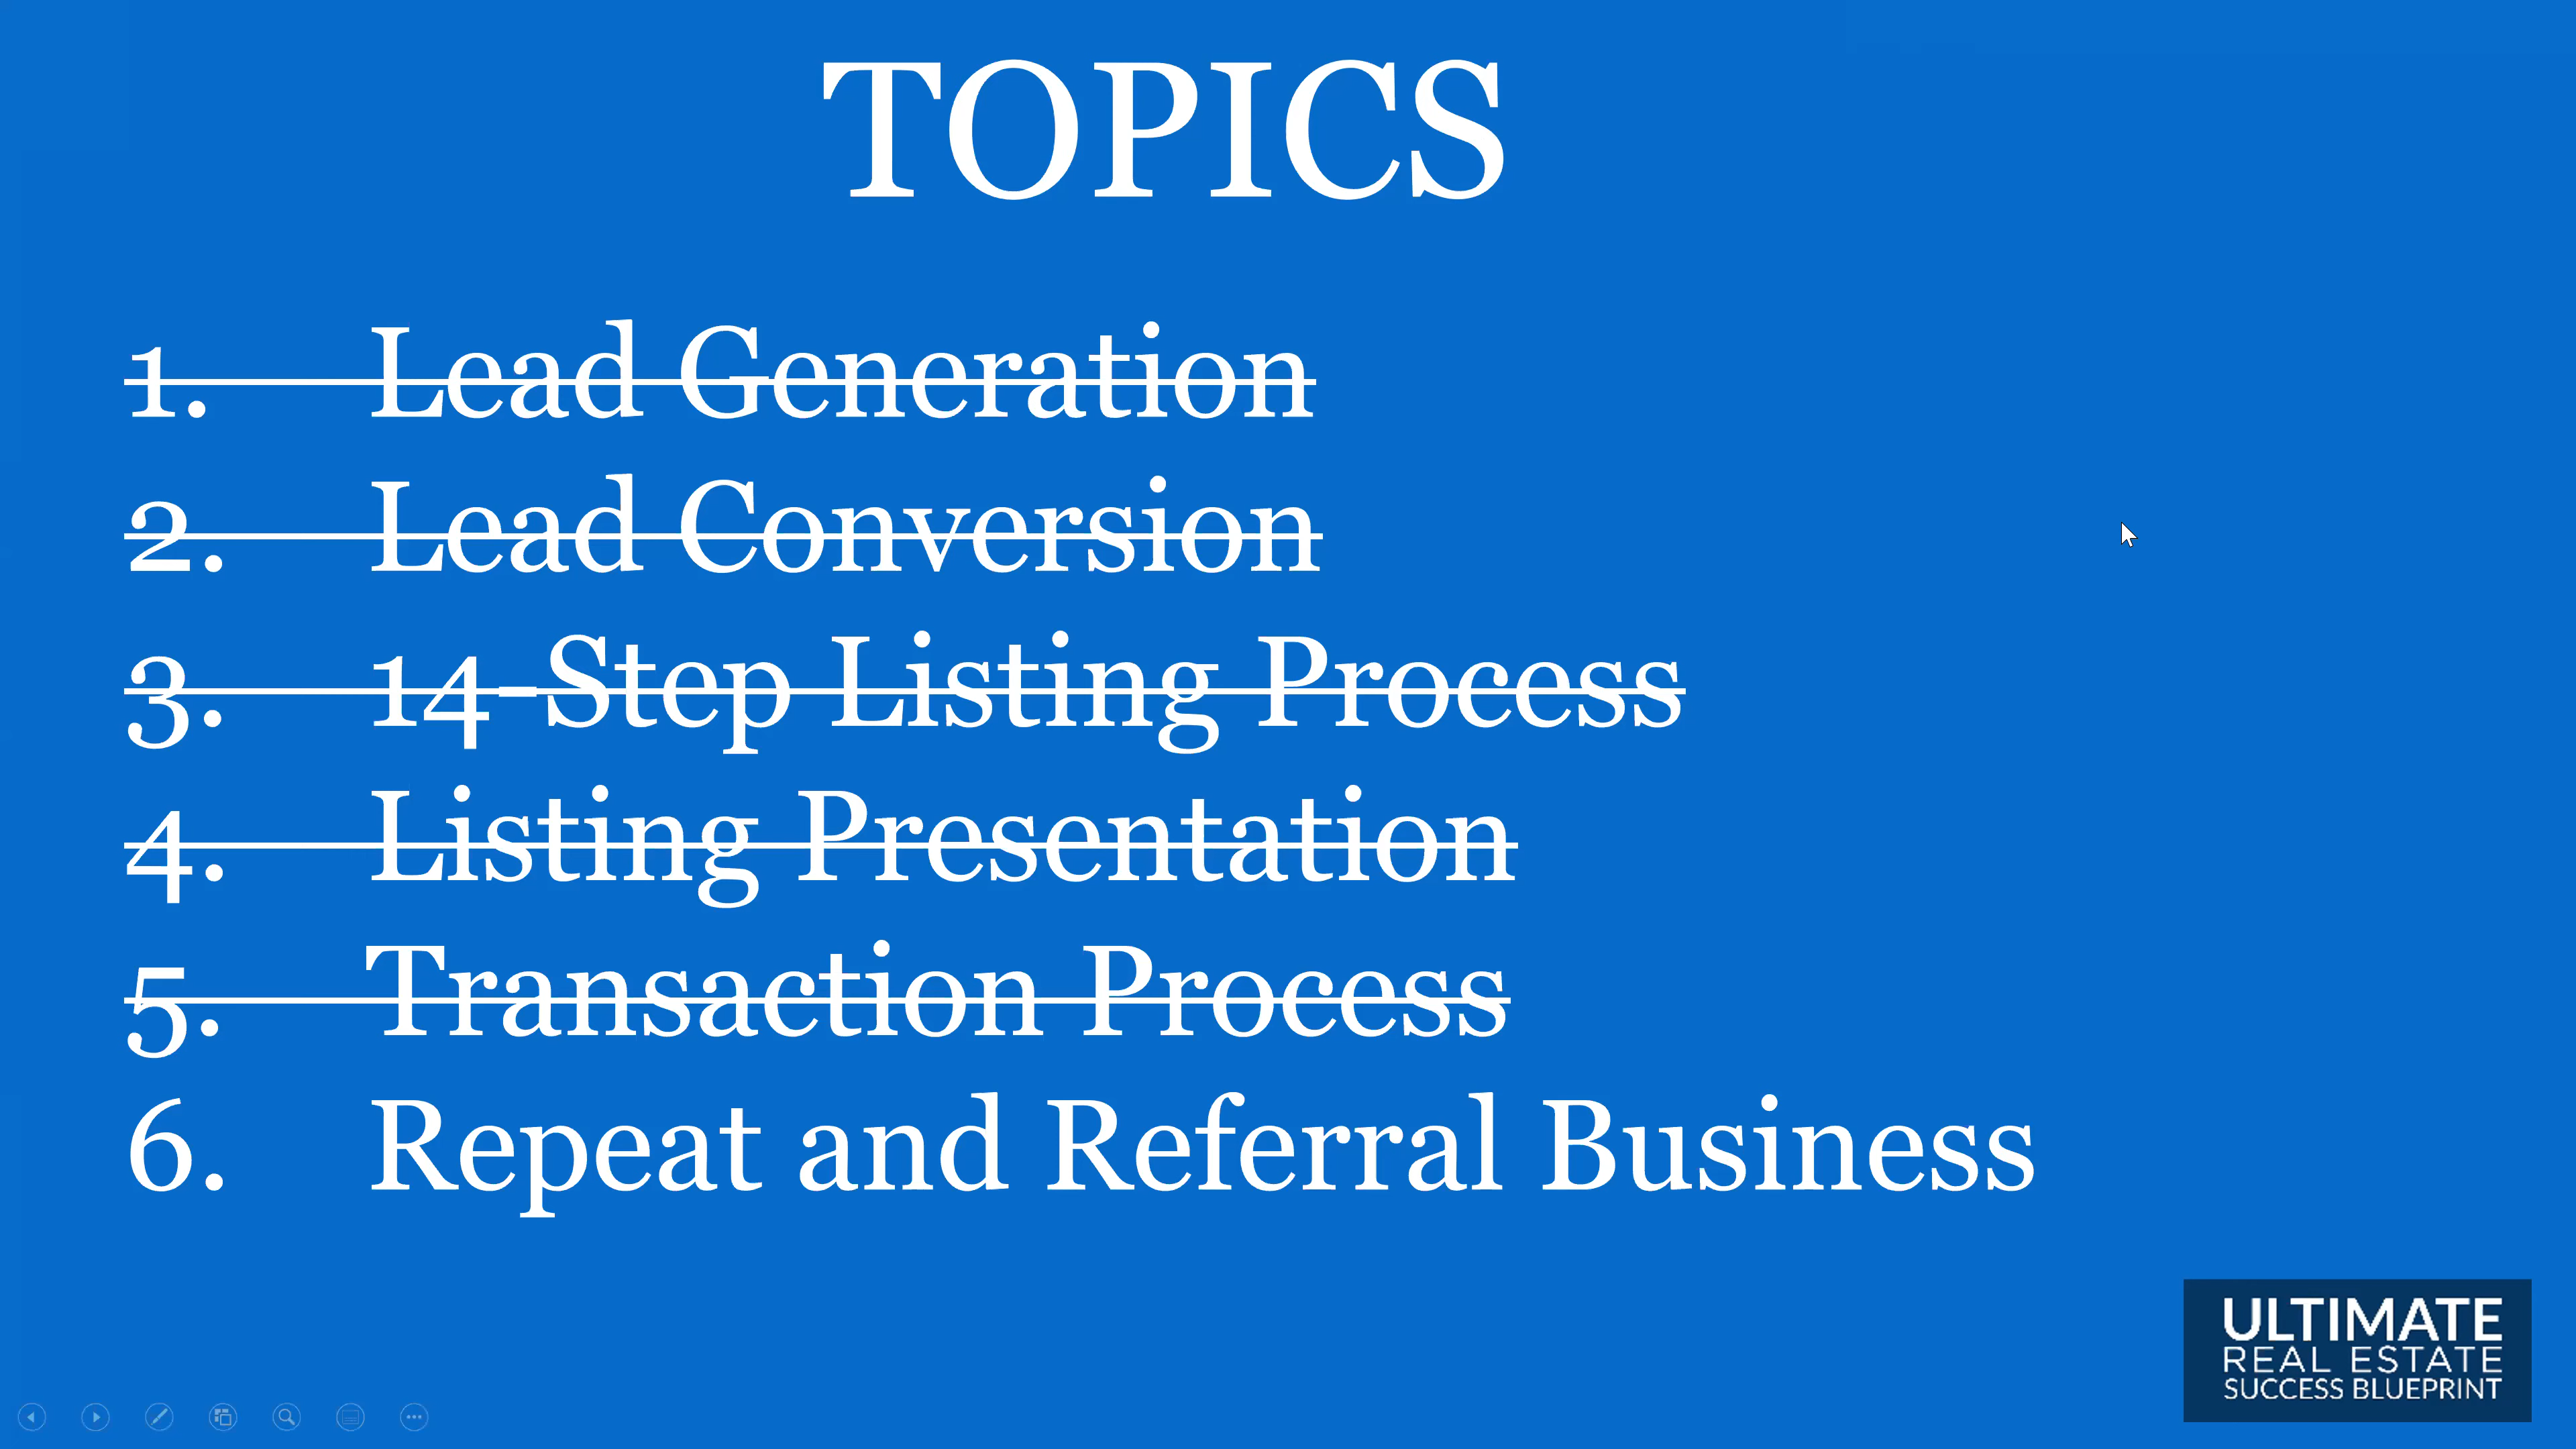 TOPICS
1. Lead Generation
2. Lead Conversion
3. 14-Step Listing Process
4. Listing Presentation
5. Transaction Process
6. Repeat and Referral Business
ULTIMATE
REAL ESTATE
SUCCESS BLUEPRINT